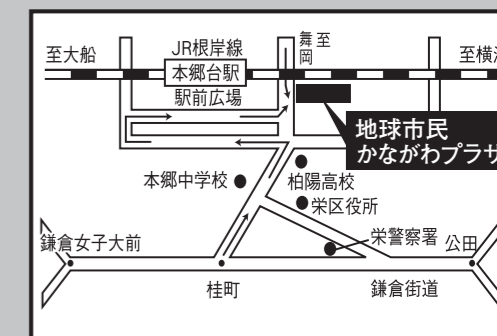 至大船
JR根岸線
本郷台駅
駅前広場
舞至
岡
至横
地球市民
かながわプラザ
本郷中学校
柏陽高校
栄区役所
栄警察署
鎌倉女子大前
公田
桂町
鎌倉街道